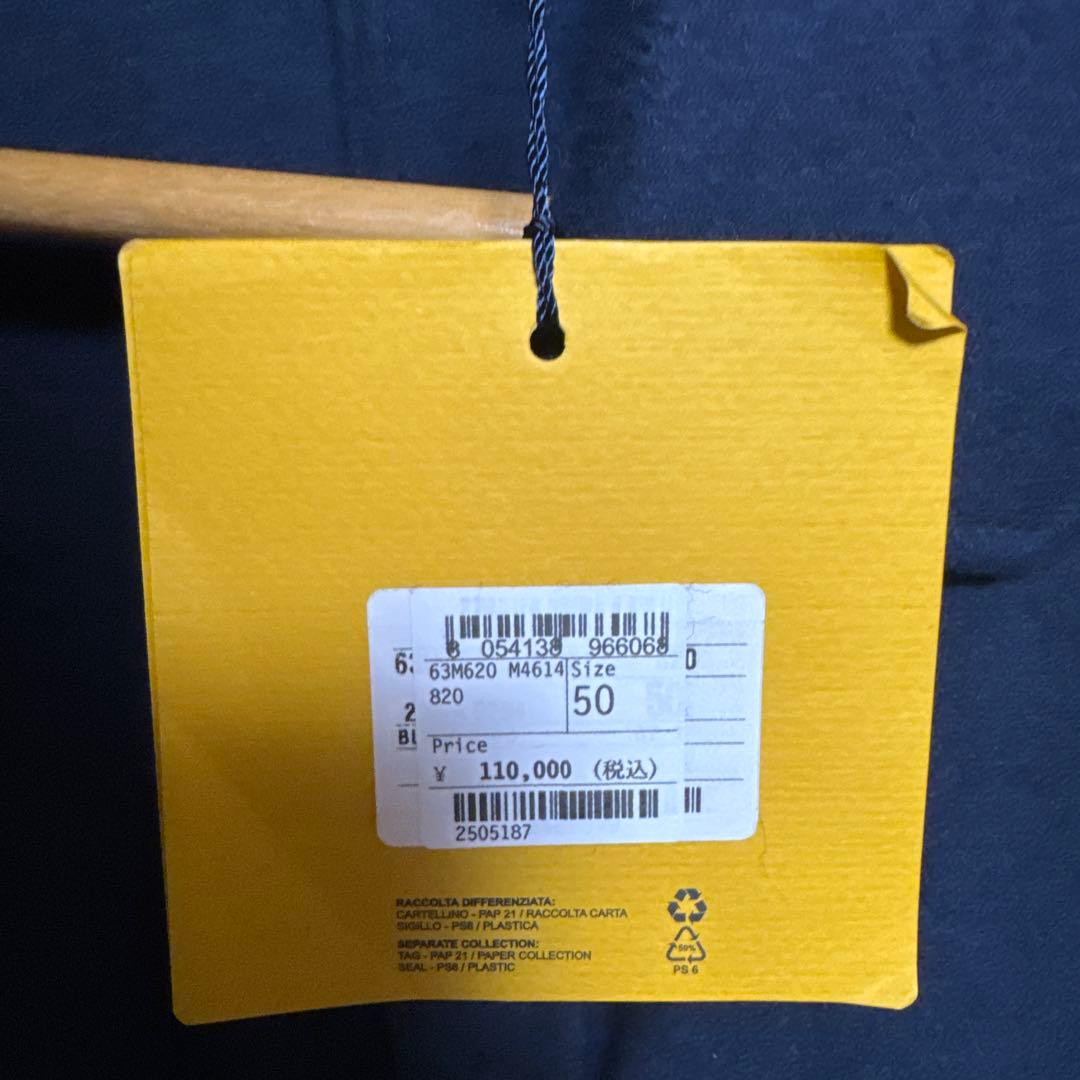 8 054138 966068
63M620 M4614
820
Size
50
Price
¥ 110,000 (税込)
2505187
RACCOLTA DIFFERENZIATA:
CARTELLINO - PAP 21 / RACCOLTA CARTA
SIGILLO - PS6 / PLASTICA
SEPARATE COLLECTION:
TAG - PAP 21 / PAPER COLLECTION
SEAL - PS6 / PLASTIC
50%
PS 6